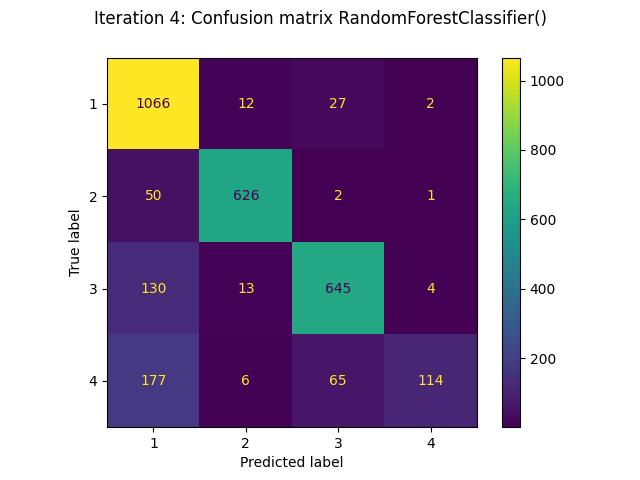 Iteration 4: Confusion matrix RandomForestClassifier()
1000
800
600
400
200
True label
1 1066 12 27 2
2 50 626 2 1
3 130 13 645 4
4 177 6 65 114
1 2 3 4
Predicted label